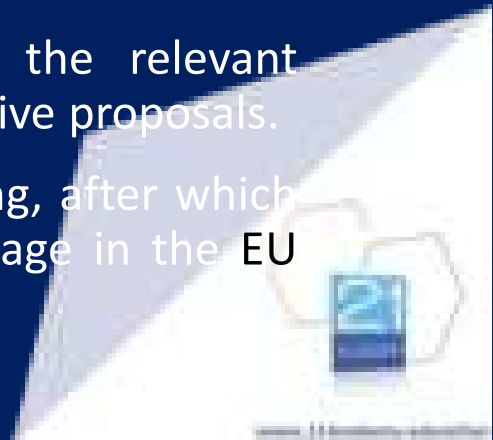 the relevant
ive proposals.
ng, after which
age in the EU